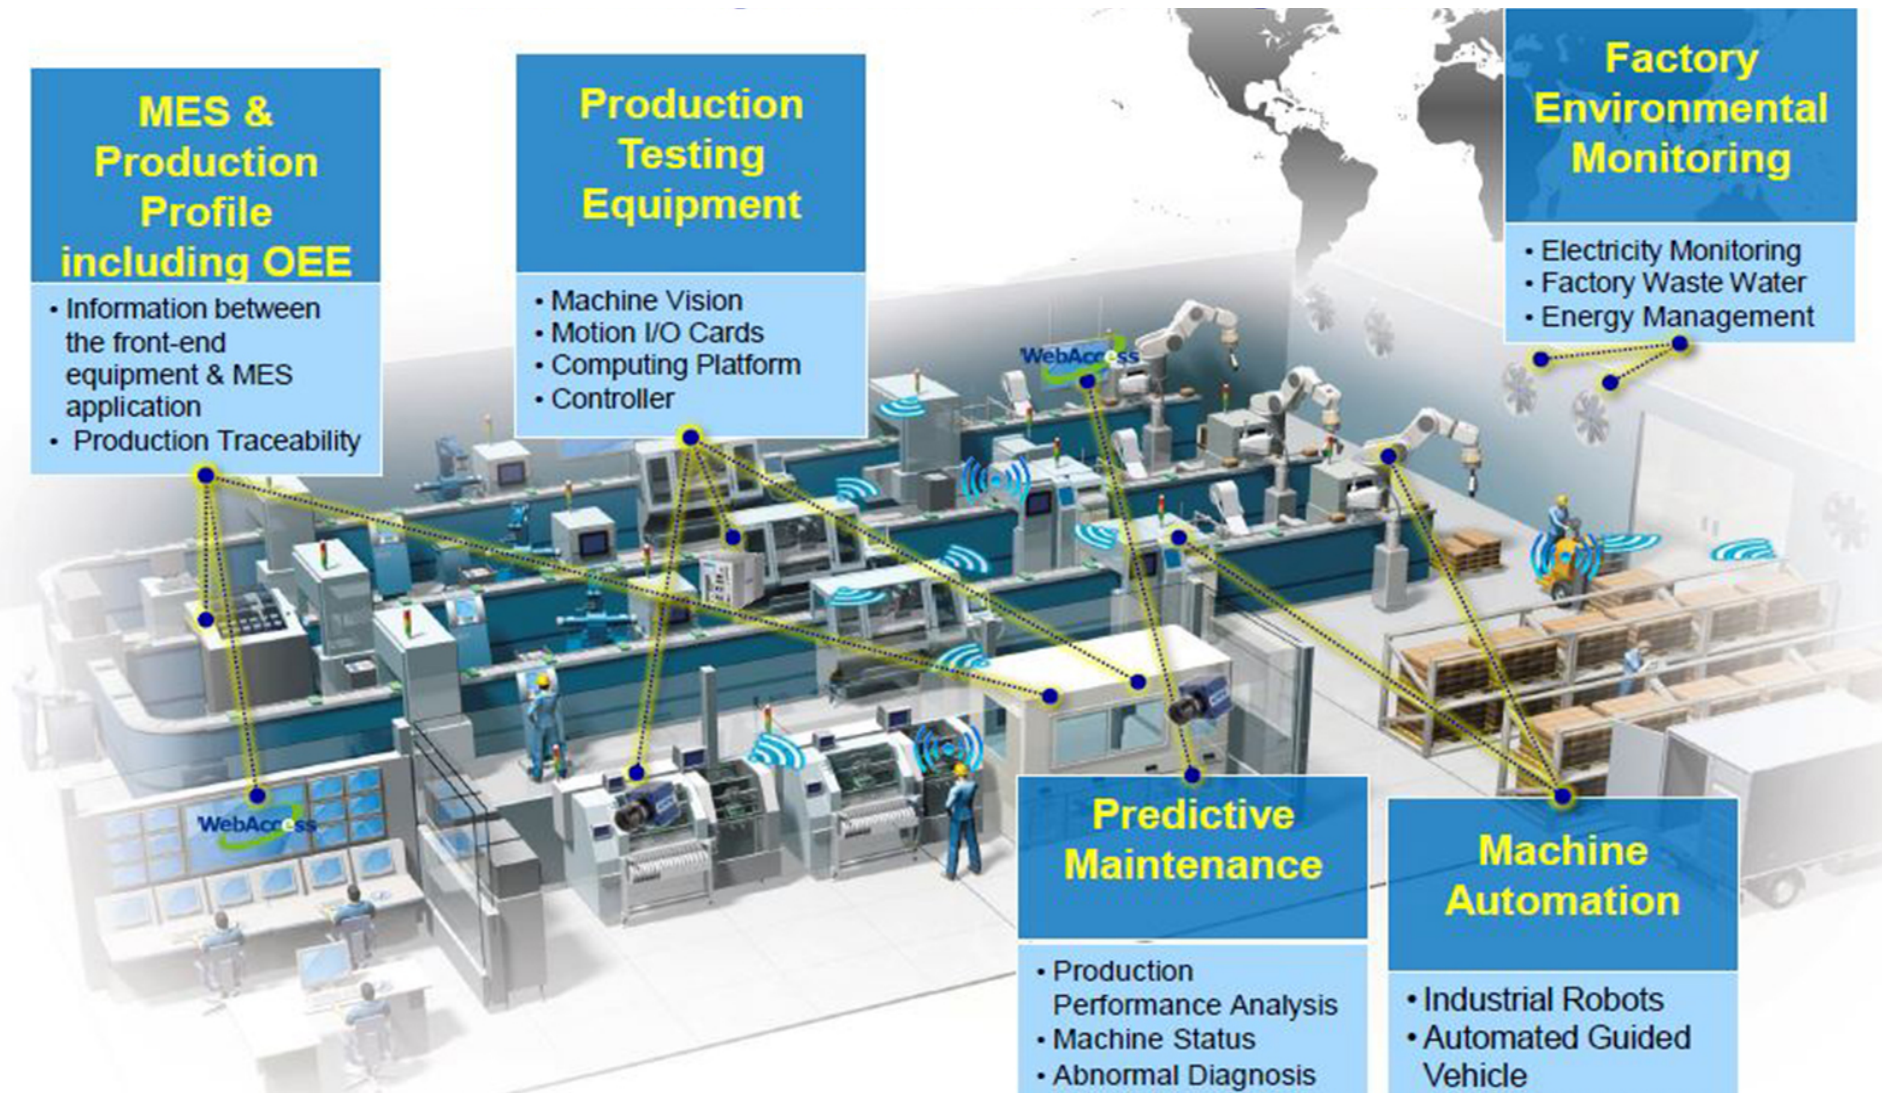 MES &
Production
Profile
including OEE
• Information between
the front-end
equipment & MES
application
• Production Traceability
Production
Testing
Equipment
• Machine Vision
• Motion I/O Cards
• Computing Platform
• Controller
Factory
Environmental
Monitoring
• Electricity Monitoring
• Factory Waste Water
• Energy Management
WebAccess
WebAccess
Predictive
Maintenance
• Production
Performance Analysis
• Machine Status
• Abnormal Diagnosis
Machine
Automation
• Industrial Robots
• Automated Guided
Vehicle